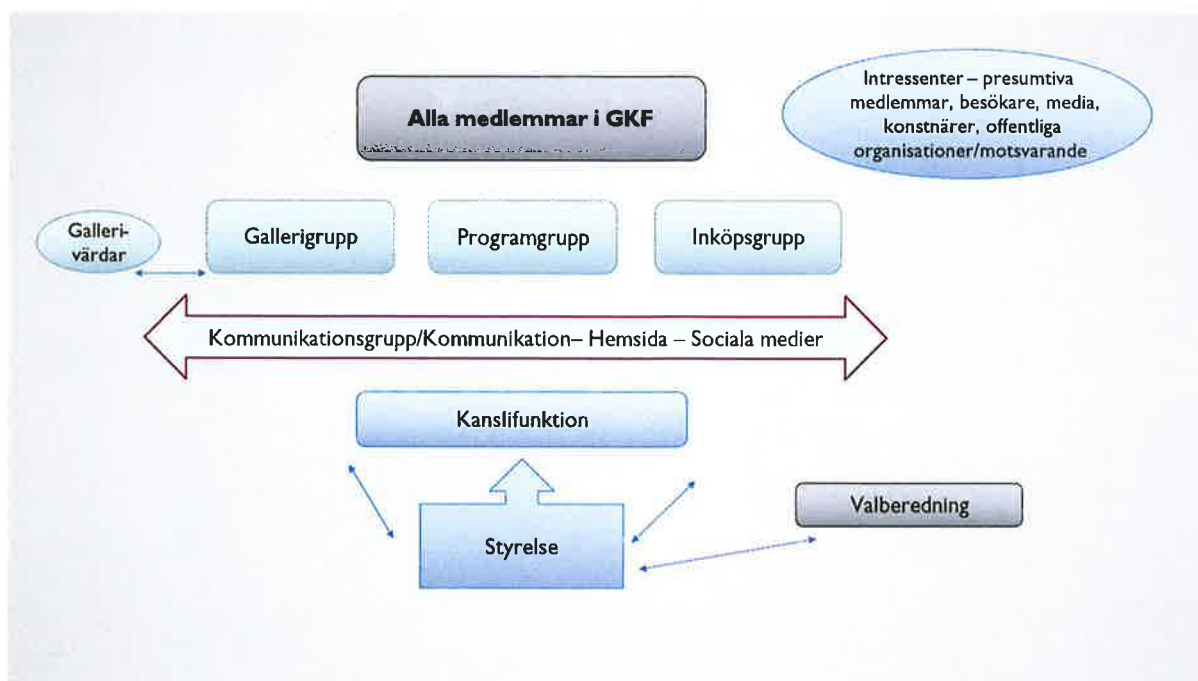 Alla medlemmar i GKF
Intressenter – presumtiva
medlemmar, besökare, media,
konstnärer, offentliga
organisationer/motsvarande
Galleri-
värdar
Gallerigrupp
Programgrupp
Inköpsgrupp
Kommunikationsgrupp/Kommunikation– Hemsida – Sociala medier
Kanslifunktion
Styrelse
Valberedning